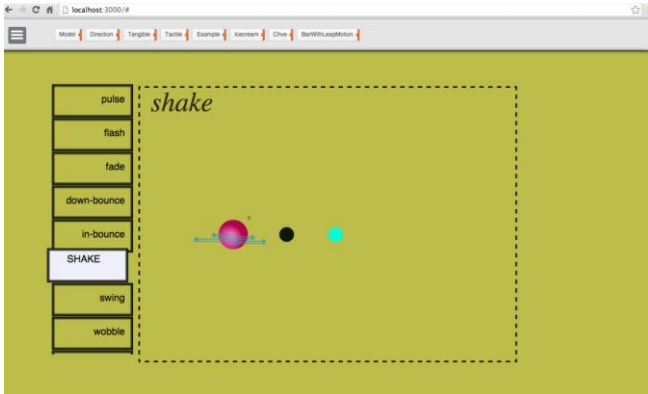 localhost:3000/#
Model Direction Tangible Tactile Example Icecream Chive BarWithLeapMotion
shake
pulse
flash
fade
down-bounce
in-bounce
SHAKE
swing
wobble